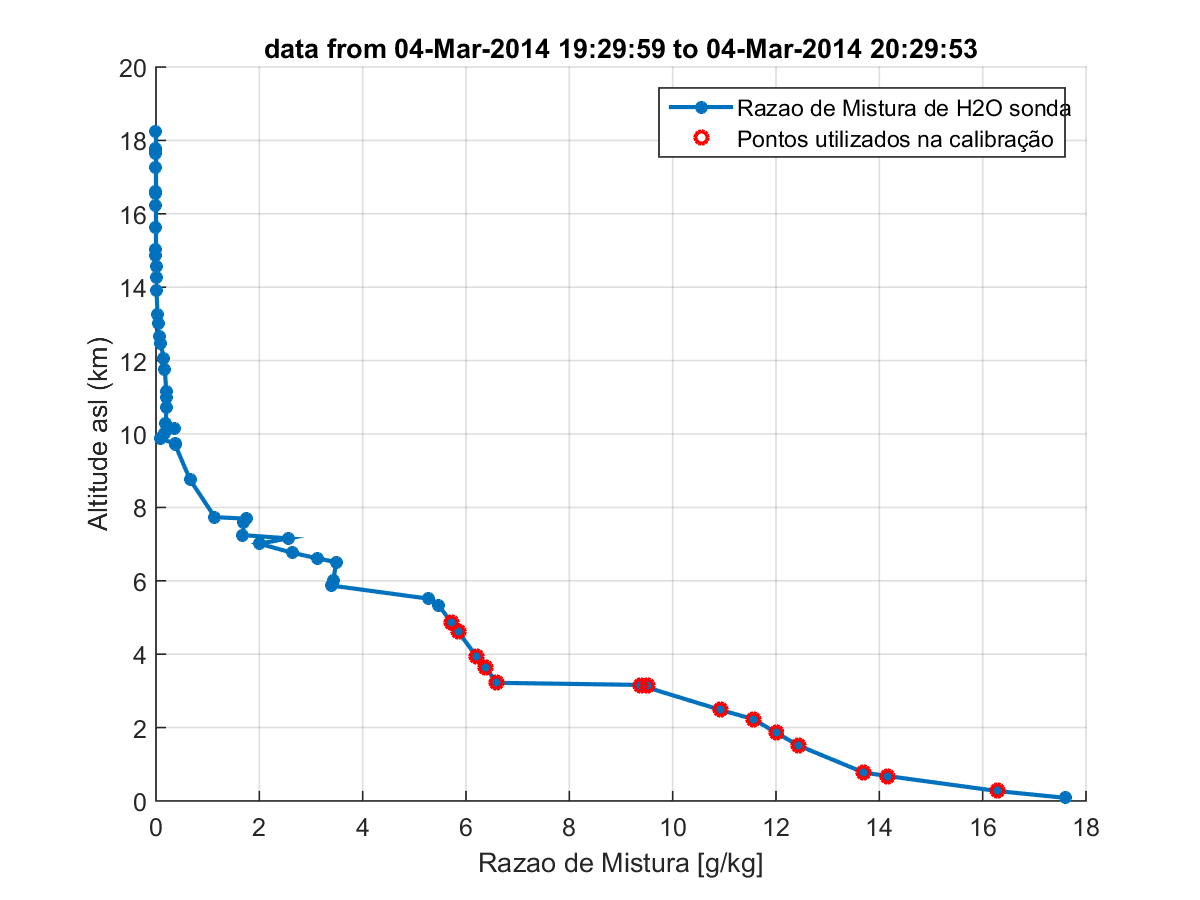 data from 04-Mar-2014 19:29:59 to 04-Mar-2014 20:29:53
20
18
16
14
12
10
8
6
4
2
0
Altitude asl (km)
Razao de Mistura de H2O sonda
Pontos utilizados na calibração
0 2 4 6 8 10 12 14 16 18
Razao de Mistura [g/kg]